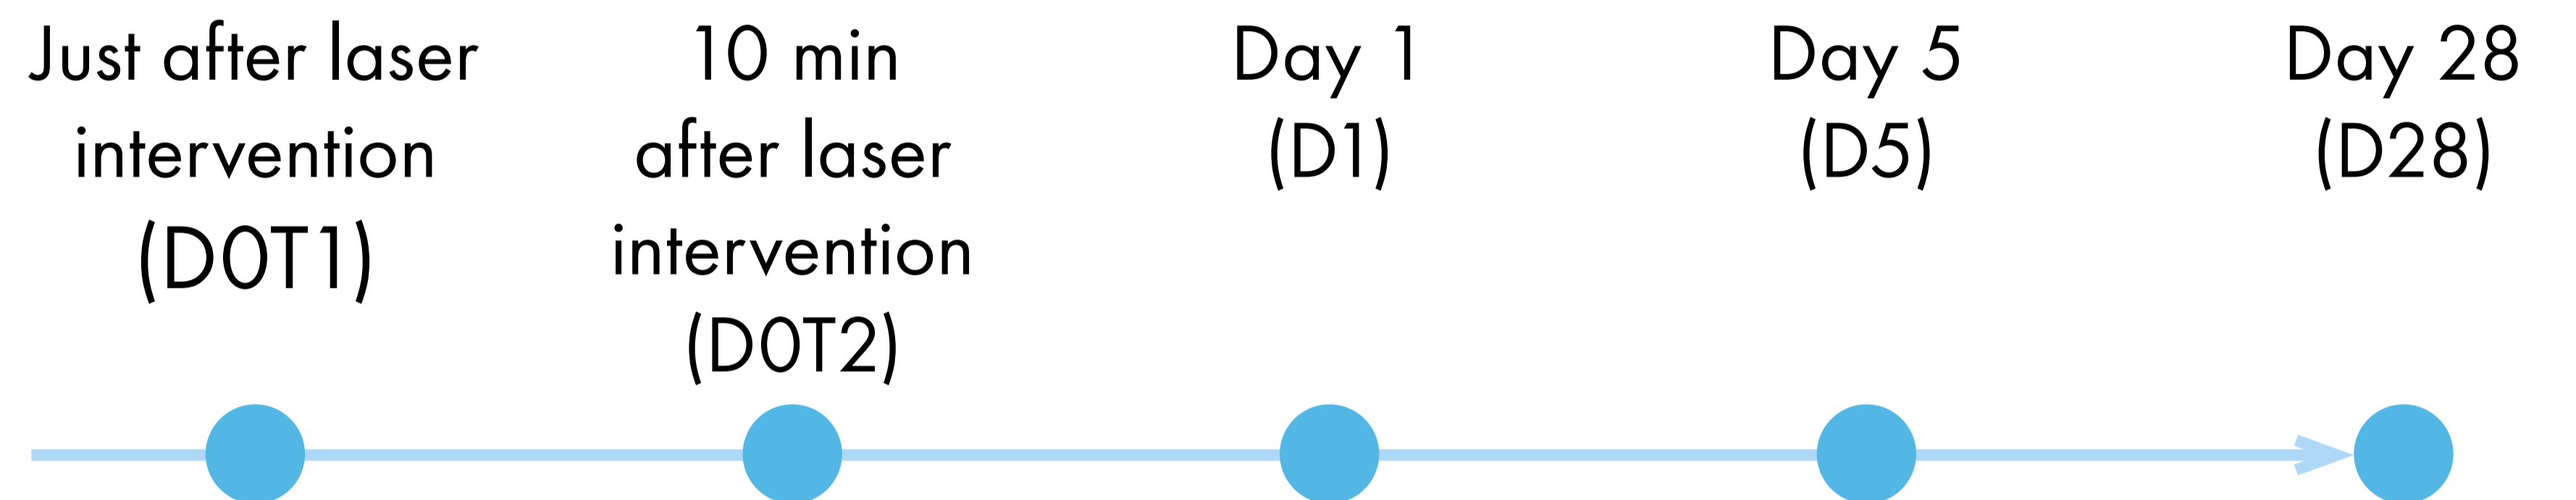 Just after laser
intervention
(D0T1)
10 min
after laser
intervention
(D0T2)
Day 1
(D1)
Day 5
(D5)
Day 28
(D28)